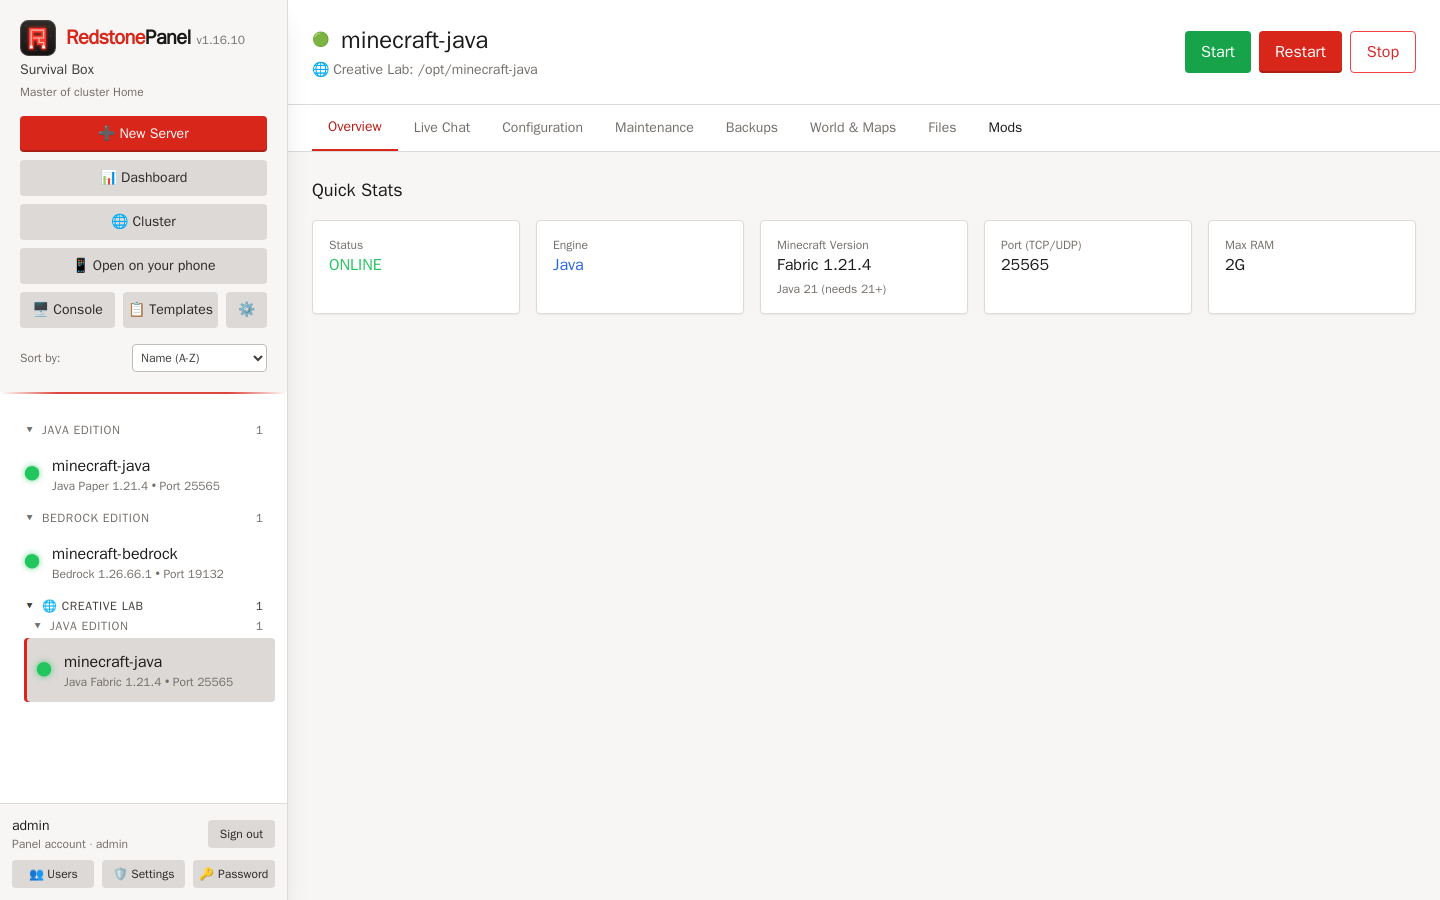 RedstonePanel v1.16.10
Survival Box
Master of cluster Home
➕ New Server
📊 Dashboard
🌐 Cluster
📱 Open on your phone
🖥️ Console
📋 Templates
⚙️
Sort by:
Name (A-Z)
▼ JAVA EDITION 1
minecraft-java
Java Paper 1.21.4 • Port 25565
▼ BEDROCK EDITION 1
minecraft-bedrock
Bedrock 1.26.66.1 • Port 19132
▼ 🌐 CREATIVE LAB 1
▼ JAVA EDITION 1
minecraft-java
Java Fabric 1.21.4 • Port 25565
admin
Panel account · admin
Sign out
👥 Users
🛡️ Settings
🔑 Password
🟢 minecraft-java
🌐 Creative Lab: /opt/minecraft-java
Start
Restart
Stop
Overview
Live Chat
Configuration
Maintenance
Backups
World & Maps
Files
Mods
Quick Stats
Status
ONLINE
Engine
Java
Minecraft Version
Fabric 1.21.4
Java 21 (needs 21+)
Port (TCP/UDP)
25565
Max RAM
2G